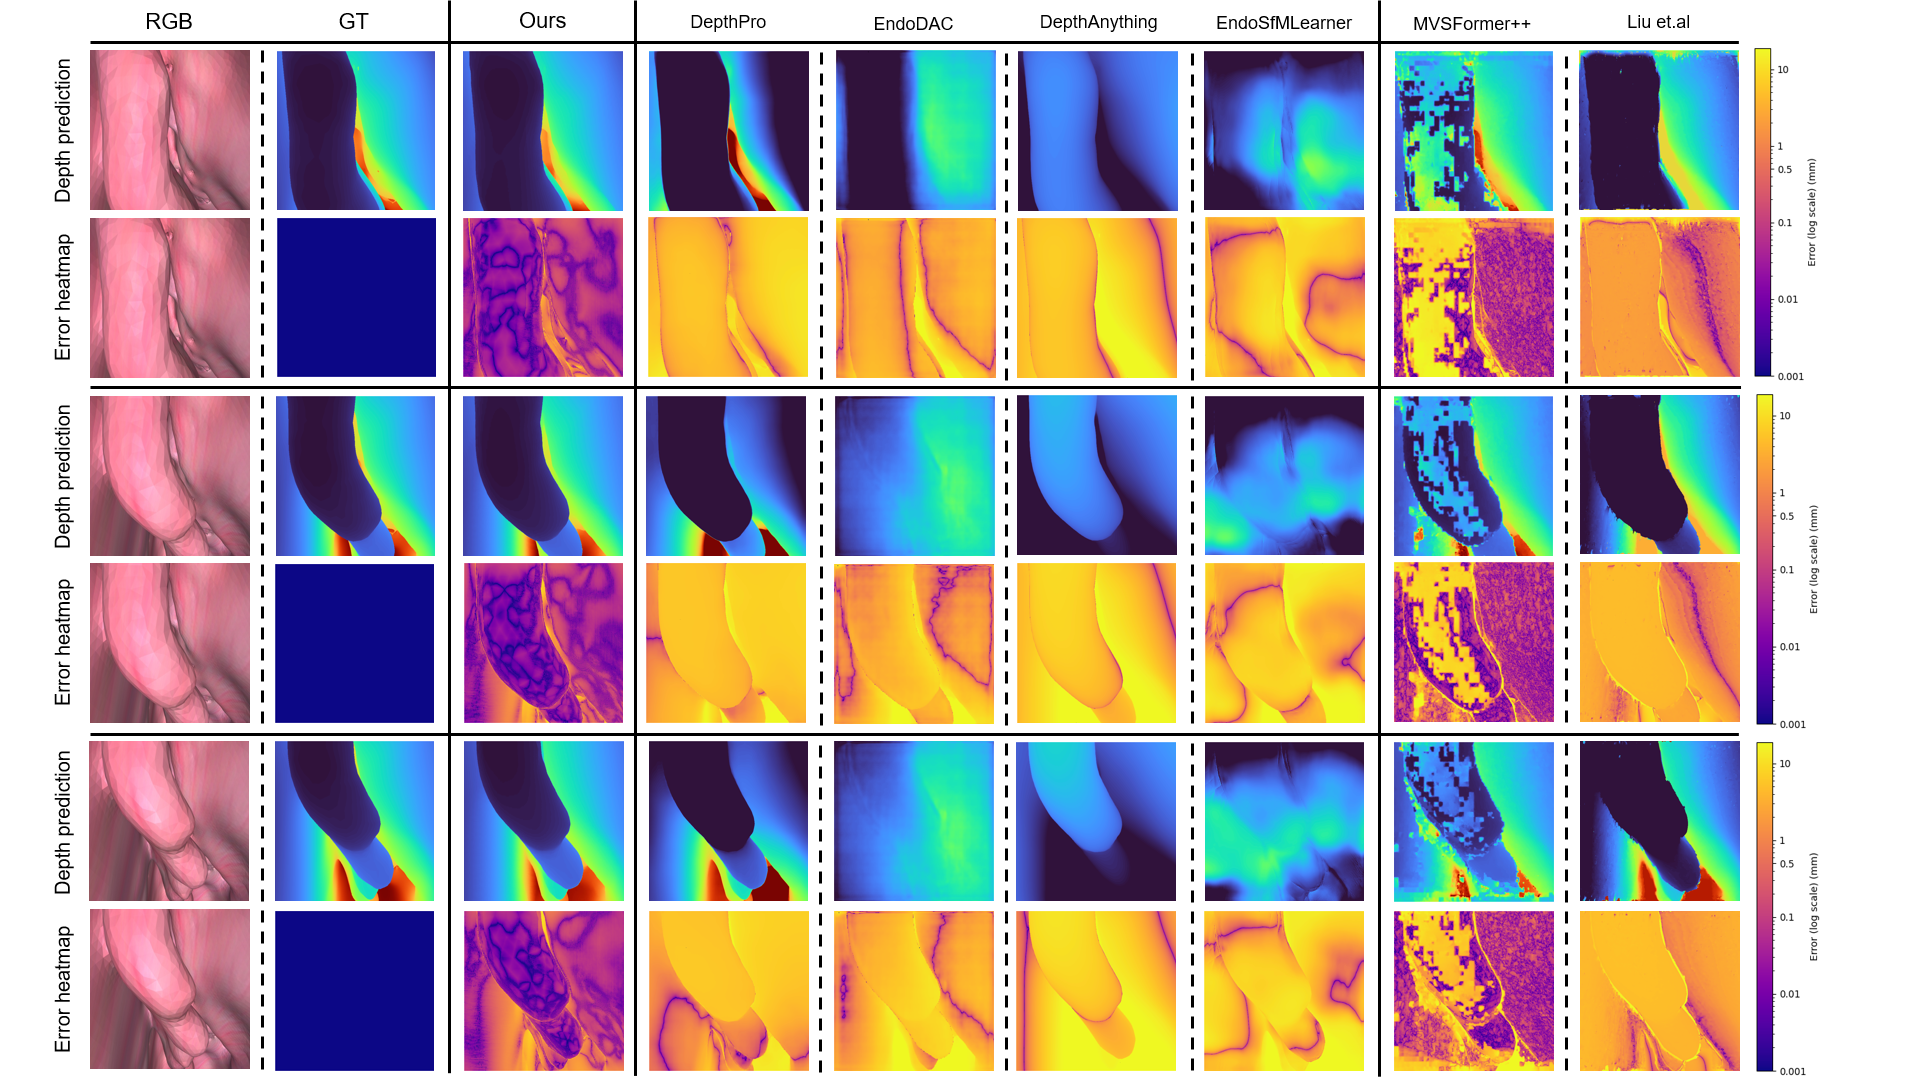 RGB GT Ours DepthPro EndoDAC DepthAnything EndoSfMLearner MVSFormer++ Liu et.al
Depth prediction
10
1
0.5
0.1
0.01
0.001
Error (log scale) (mm)
Error heatmap
Depth prediction
10
1
0.5
0.1
0.01
0.001
Error (log scale) (mm)
Error heatmap
Depth prediction
10
1
0.5
0.1
0.01
0.001
Error (log scale) (mm)
Error heatmap